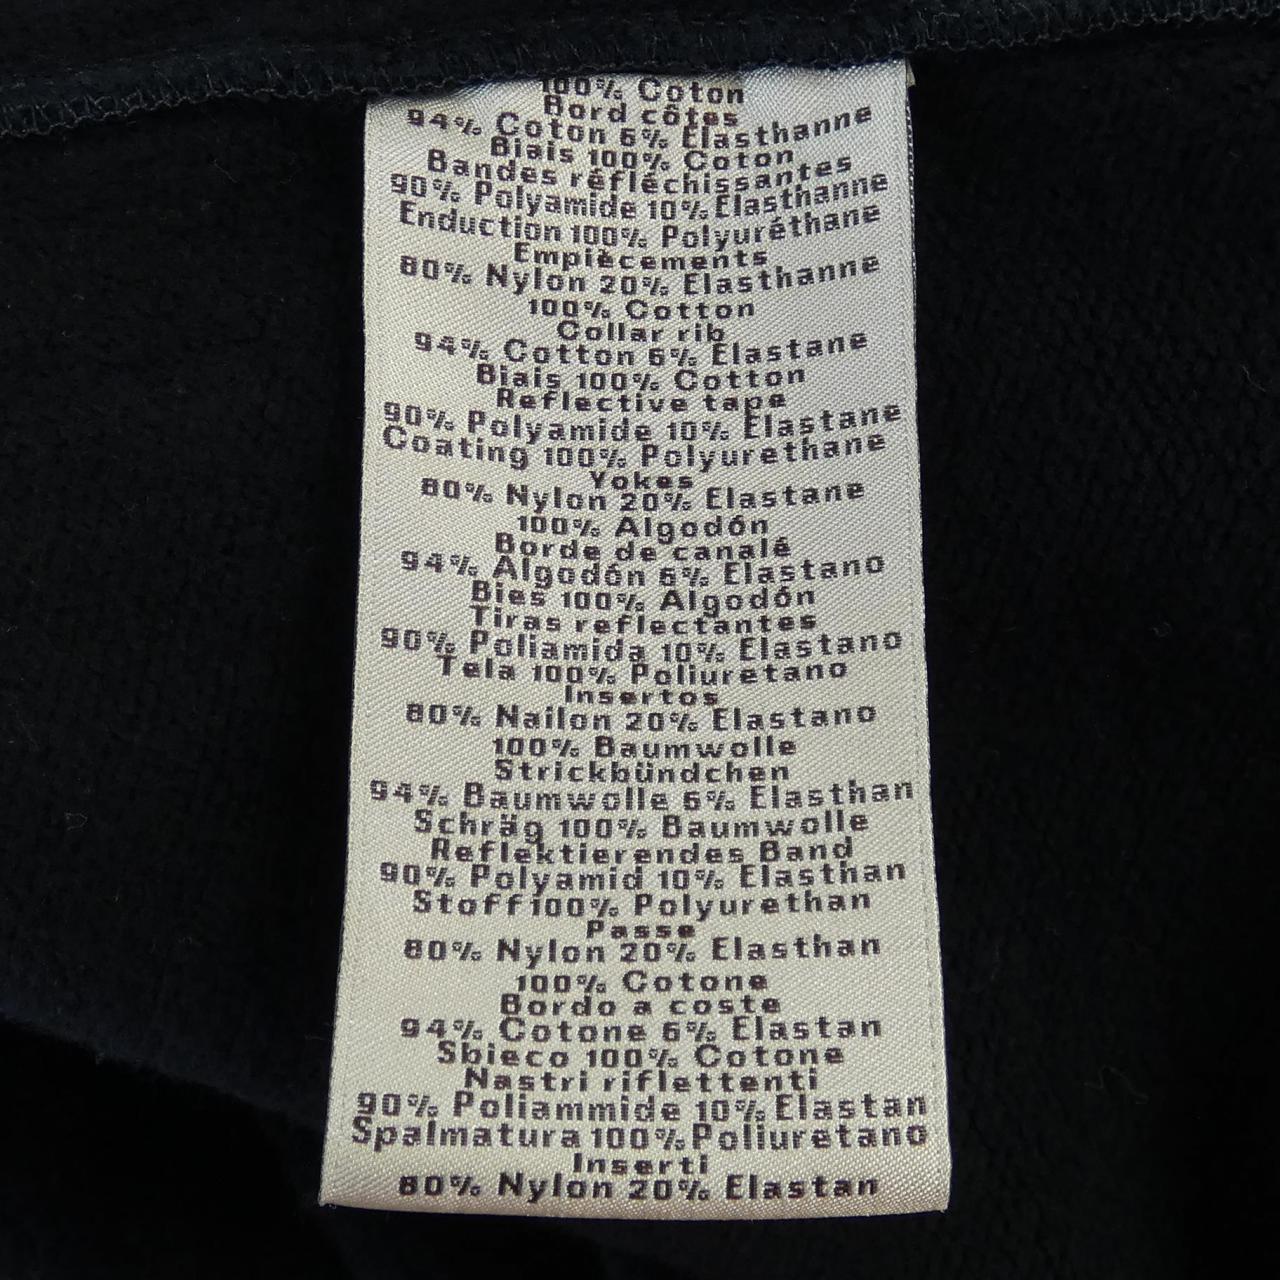 100% Coton
Bord côtes
94% Coton 6% Elasthanne
Biais 100% Coton
Bandes réfléchissantes
90% Polyamide 10% Elasthanne
Enduction 100% Polyuréthane
Empiècements
80% Nylon 20% Elasthanne
100% Cotton
Collar rib
94% Cotton 6% Elastane
Biais 100% Cotton
Reflective tape
90% Polyamide 10% Elastane
Coating 100% Polyurethane
Yokes
80% Nylon 20% Elastane
100% Algodón
Borde de canalé
94% Algodón 6% Elastano
Bies 100% Algodón
Tiras reflectantes
90% Poliamida 10% Elastano
Tela 100% Poliuretano
Insertos
80% Nailon 20% Elastano
100% Baumwolle
Strickbündchen
94% Baumwolle 6% Elasthan
Schräg 100% Baumwolle
Reflektierendes Band
90% Polyamid 10% Elasthan
Stoff 100% Polyurethan
Passe
80% Nylon 20% Elasthan
100% Cotone
Bordo a coste
94% Cotone 6% Elastan
Sbieco 100% Cotone
Nastri riflettenti
90% Poliammide 10% Elastan
Spalmatura 100% Poliuretano
Inserti
80% Nylon 20% Elastan